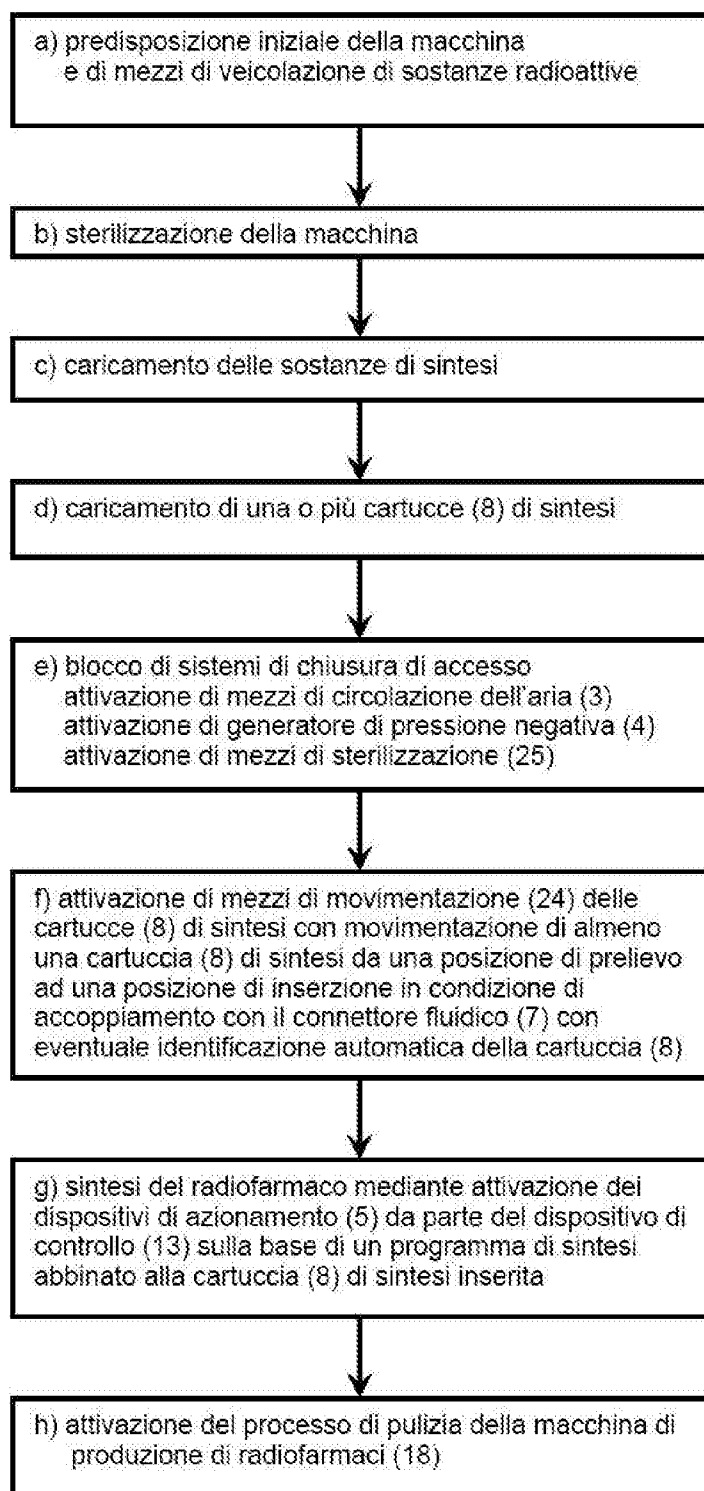 a) predisposizione iniziale della macchina
e di mezzi di veicolazione di sostanze radioattive
b) sterilizzazione della macchina
c) caricamento delle sostanze di sintesi
d) caricamento di una o più cartucce (8) di sintesi
e) blocco di sistemi di chiusura di accesso
attivazione di mezzi di circolazione dell'aria (3)
attivazione di generatore di pressione negativa (4)
attivazione di mezzi di sterilizzazione (25)
f) attivazione di mezzi di movimentazione (24) delle
cartucce (8) di sintesi con movimentazione di almeno
una cartuccia (8) di sintesi da una posizione di prelievo
ad una posizione di inserzione in condizione di
accoppiamento con il connettore fluidico (7) con
eventuale identificazione automatica della cartuccia (8)
g) sintesi del radiofarmaco mediante attivazione dei
dispositivi di azionamento (5) da parte del dispositivo di
controllo (13) sulla base di un programma di sintesi
abbinato alla cartuccia (8) di sintesi inserita
h) attivazione del processo di pulizia della macchina di
produzione di radiofarmaci (18)